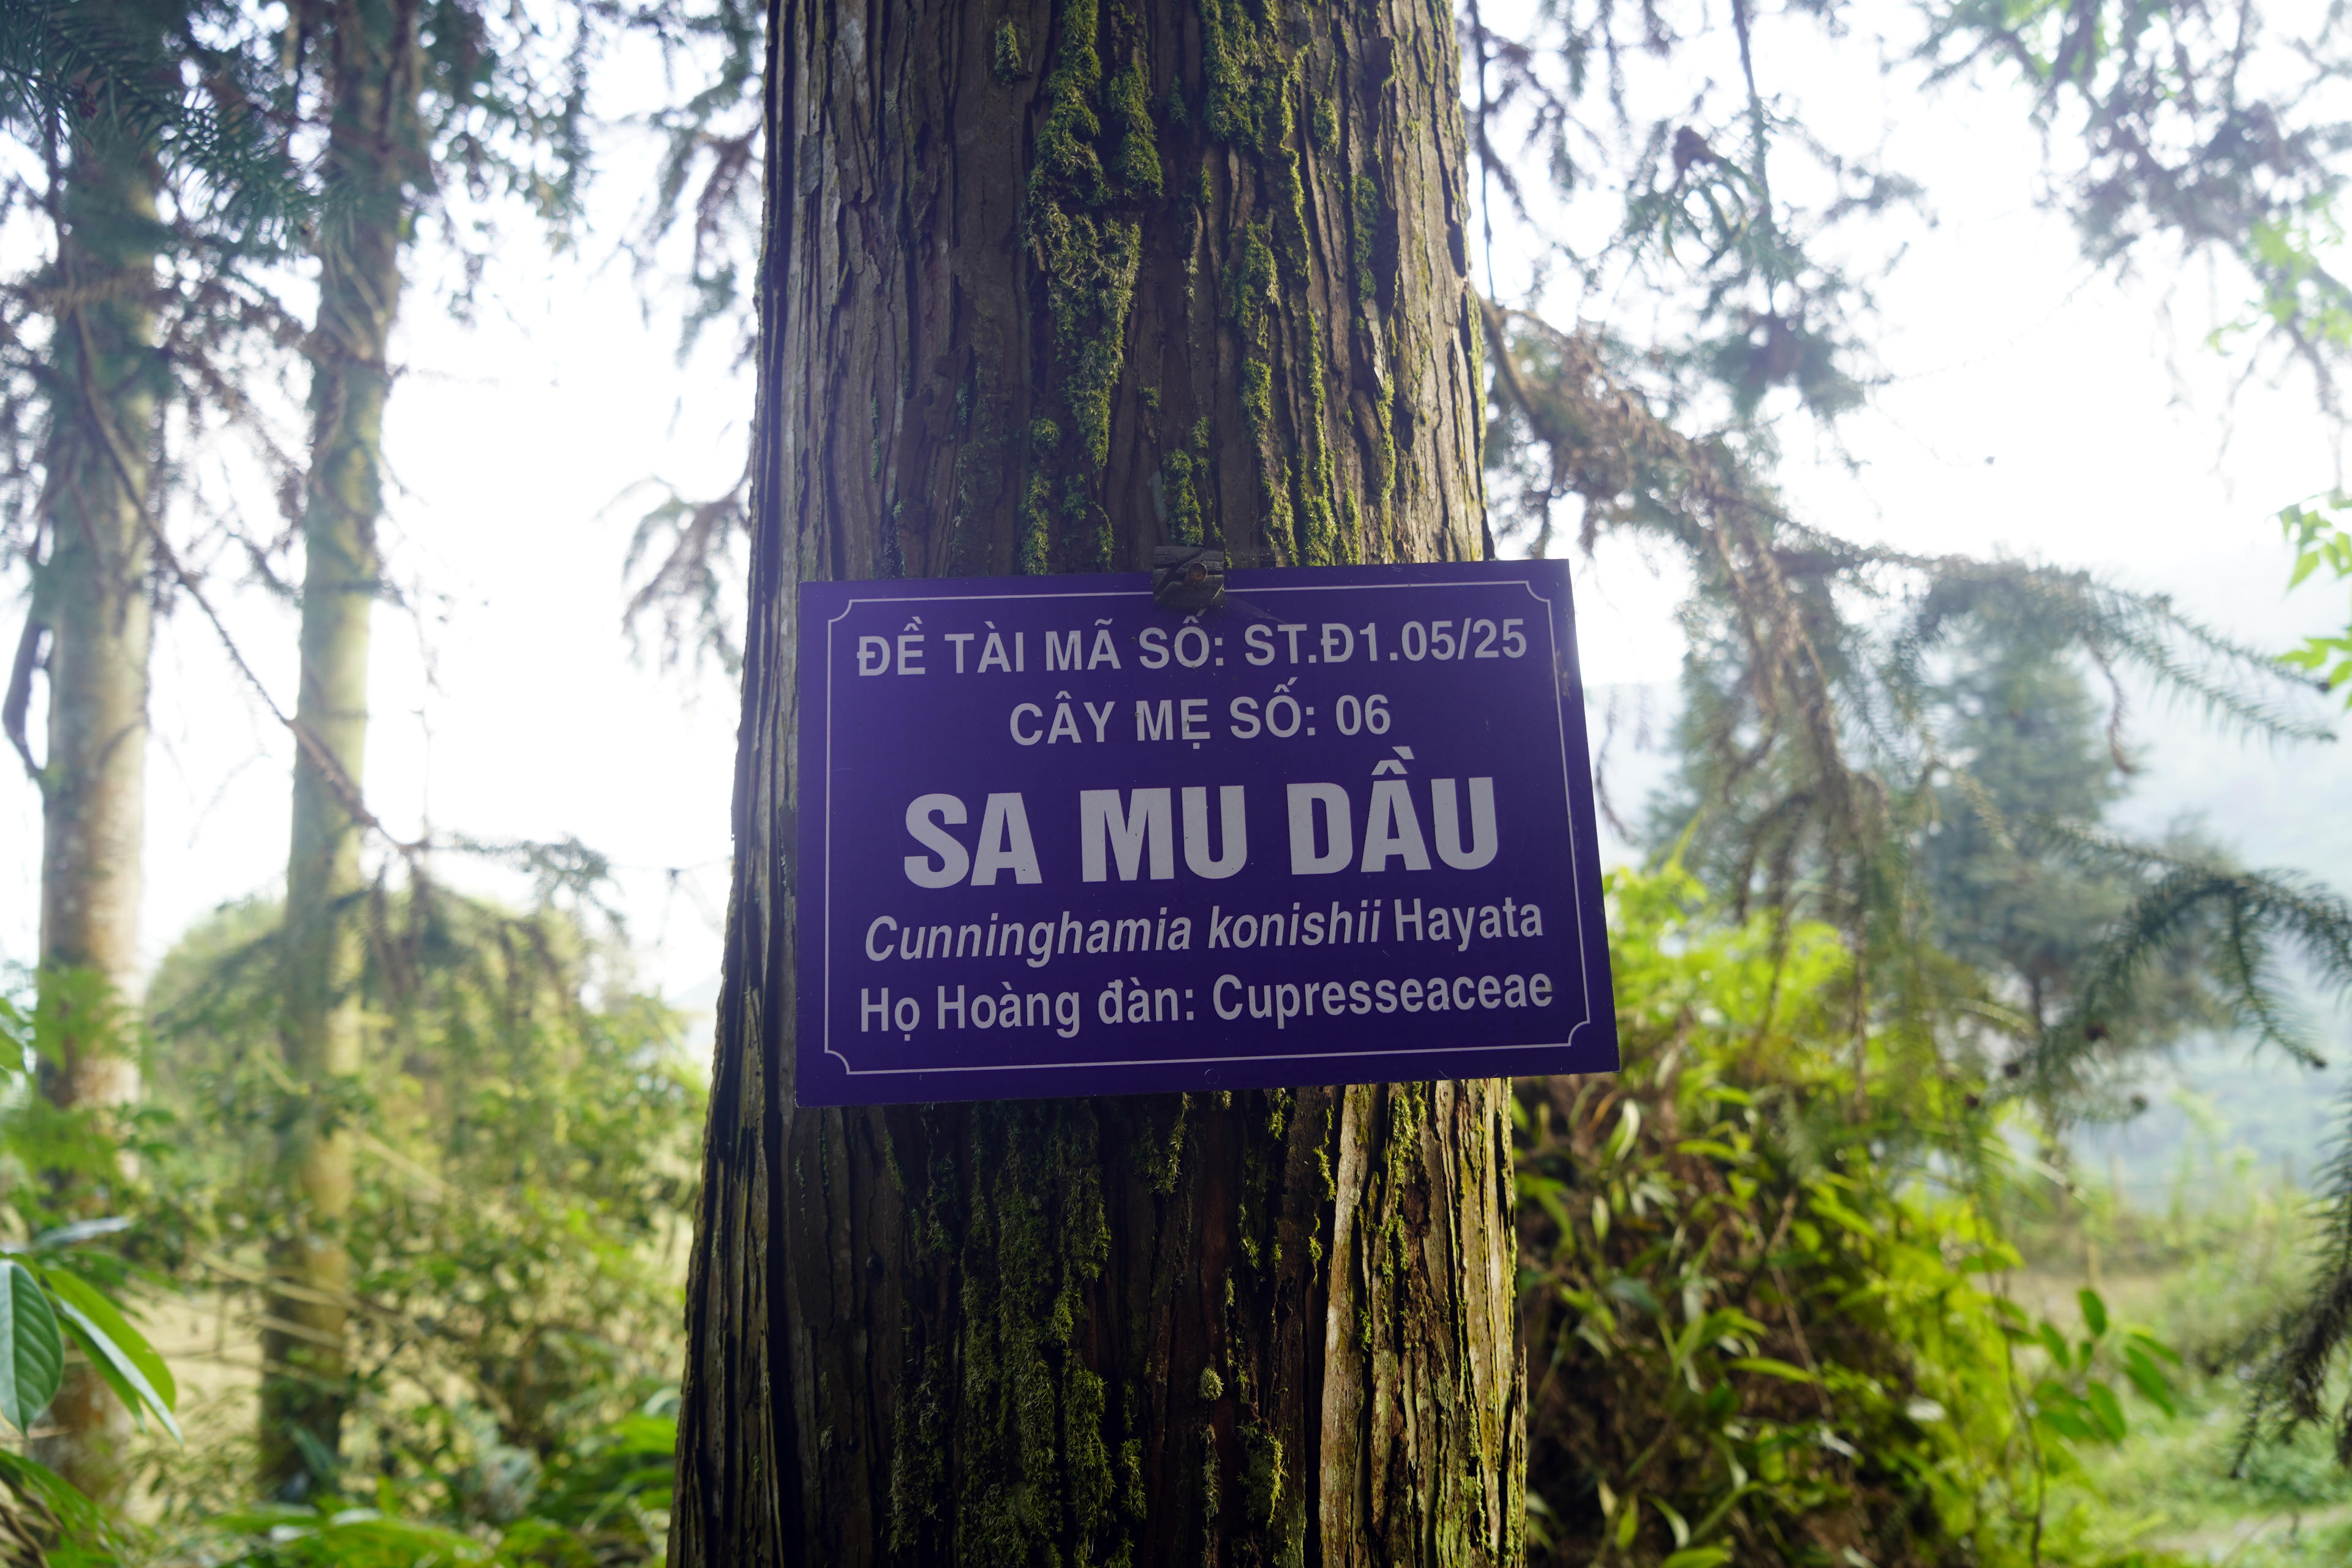 ĐỀ TÀI MÃ SỐ: ST.Đ1.05/25
CÂY MẸ SỐ: 06
SA MU DẦU
Cunninghamia konishii Hayata
Họ Hoàng đàn: Cupresseaceae